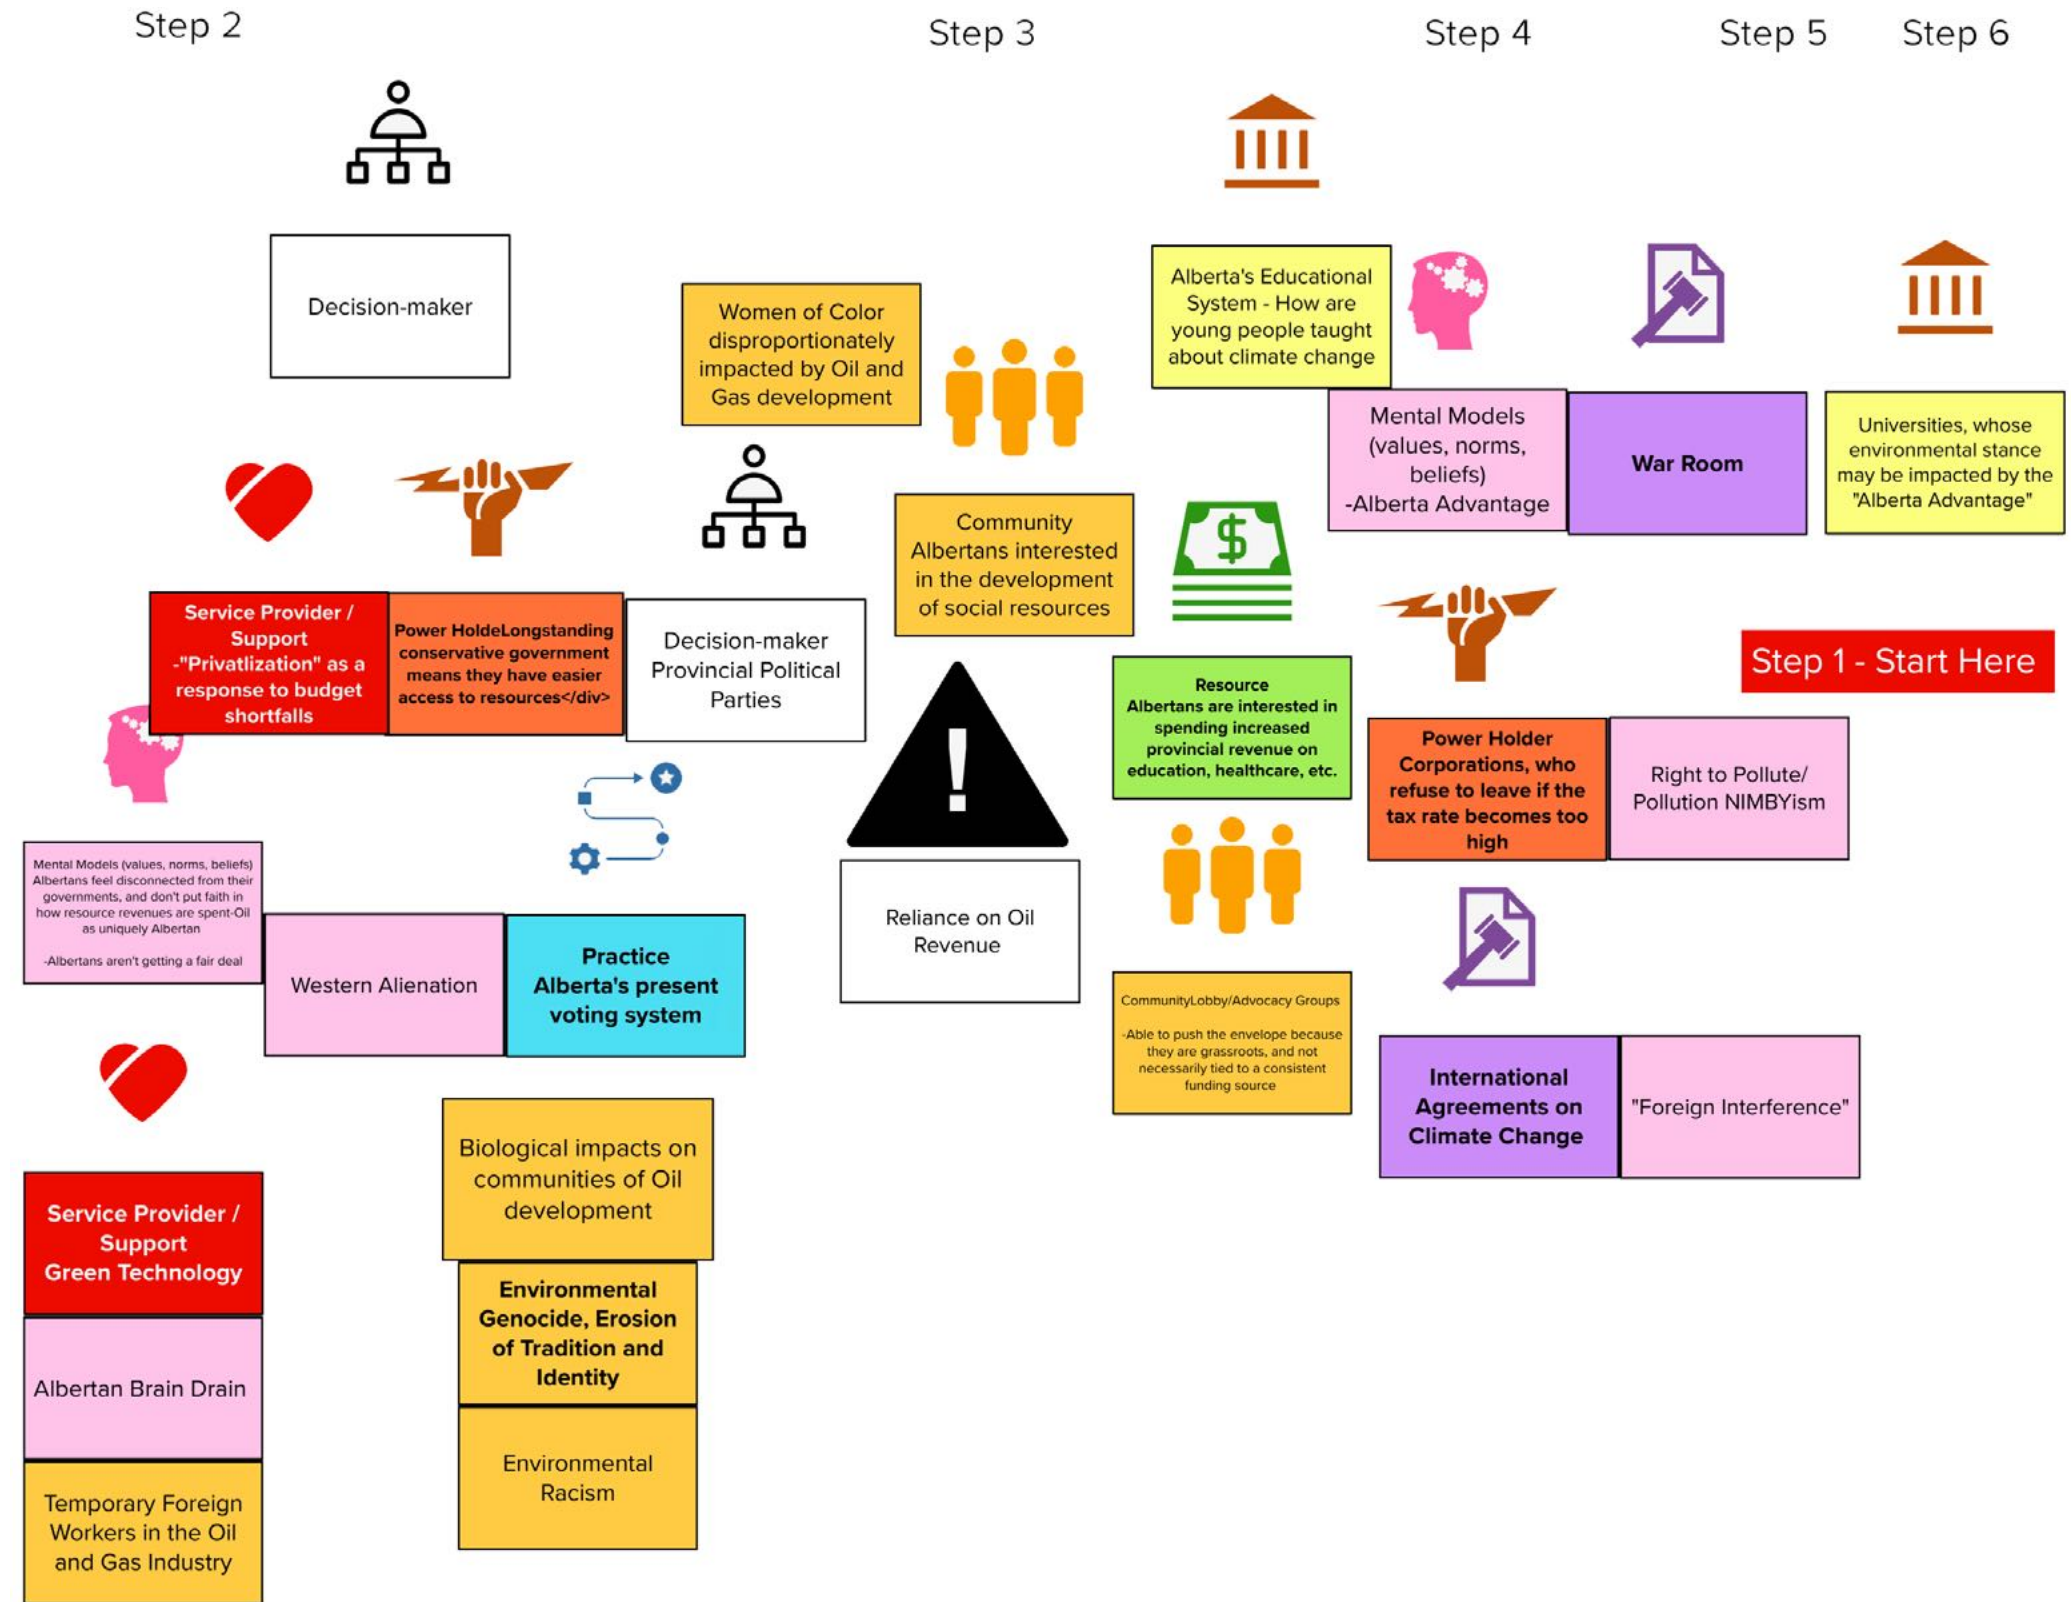 Step 2
Step 3
Step 4
Step 5
Step 6
Decision-maker
Women of Color
disproportionately
impacted by Oil and
Gas development
Alberta's Educational
System - How are
young people taught
about climate change
Mental Models
(values, norms,
beliefs)
-Alberta Advantage
War Room
Universities, whose
environmental stance
may be impacted by the
"Alberta Advantage"
Community
Albertans interested
in the development
of social resources
$
Service Provider /
Support
-"Privatlization" as a
response to budget
shortfalls
Power HoldeLongstanding
conservative government
means they have easier
access to resources</div>
Decision-maker
Provincial Political
Parties
Step 1 - Start Here
Resource
Albertans are interested in
spending increased
provincial revenue on
education, healthcare, etc.
Power Holder
Corporations, who
refuse to leave if the
tax rate becomes too
high
Right to Pollute/
Pollution NIMBYism
!
Mental Models (values, norms, beliefs)
Albertans feel disconnected from their
governments, and don't put faith in
how resource revenues are spent-Oil
as uniquely Albertan
-Albertans aren't getting a fair deal
Western Alienation
Practice
Alberta's present
voting system
Reliance on Oil
Revenue
CommunityLobby/Advocacy Groups
-Able to push the envelope because
they are grassroots, and not
necessarily tied to a consistent
funding source
International
Agreements on
Climate Change
"Foreign Interference"
Service Provider /
Support
Green Technology
Albertan Brain Drain
Temporary Foreign
Workers in the Oil
and Gas Industry
Biological impacts on
communities of Oil
development
Environmental
Genocide, Erosion
of Tradition and
Identity
Environmental
Racism